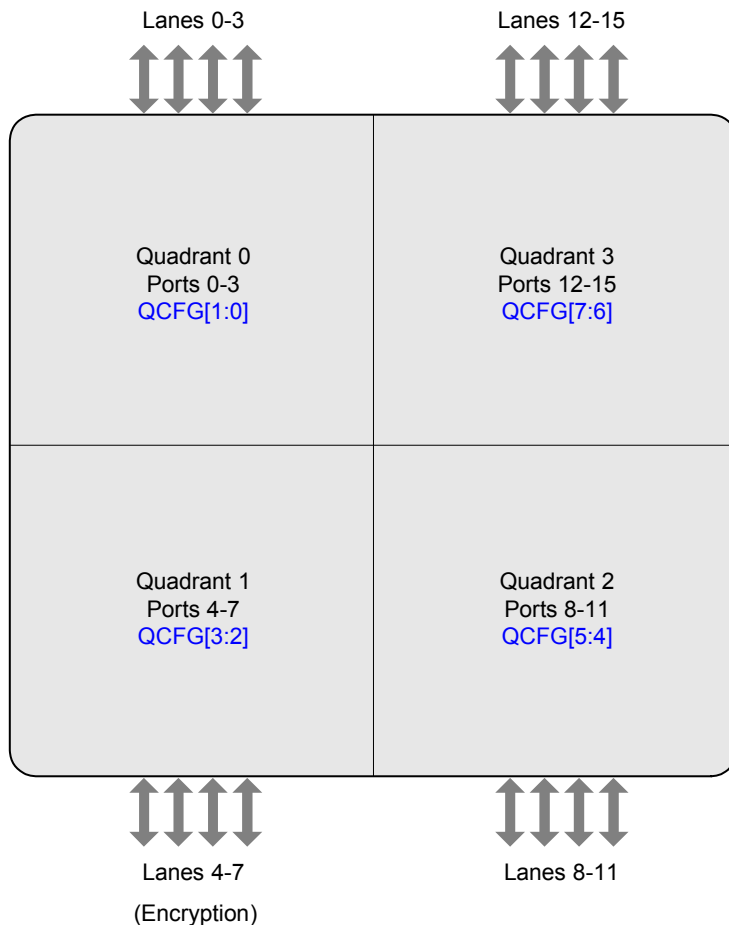 Lanes 0-3
Lanes 12-15
Quadrant 0
Ports 0-3
QCFG[1:0]
Quadrant 3
Ports 12-15
QCFG[7:6]
Quadrant 1
Ports 4-7
QCFG[3:2]
Quadrant 2
Ports 8-11
QCFG[5:4]
Lanes 4-7
(Encryption)
Lanes 8-11